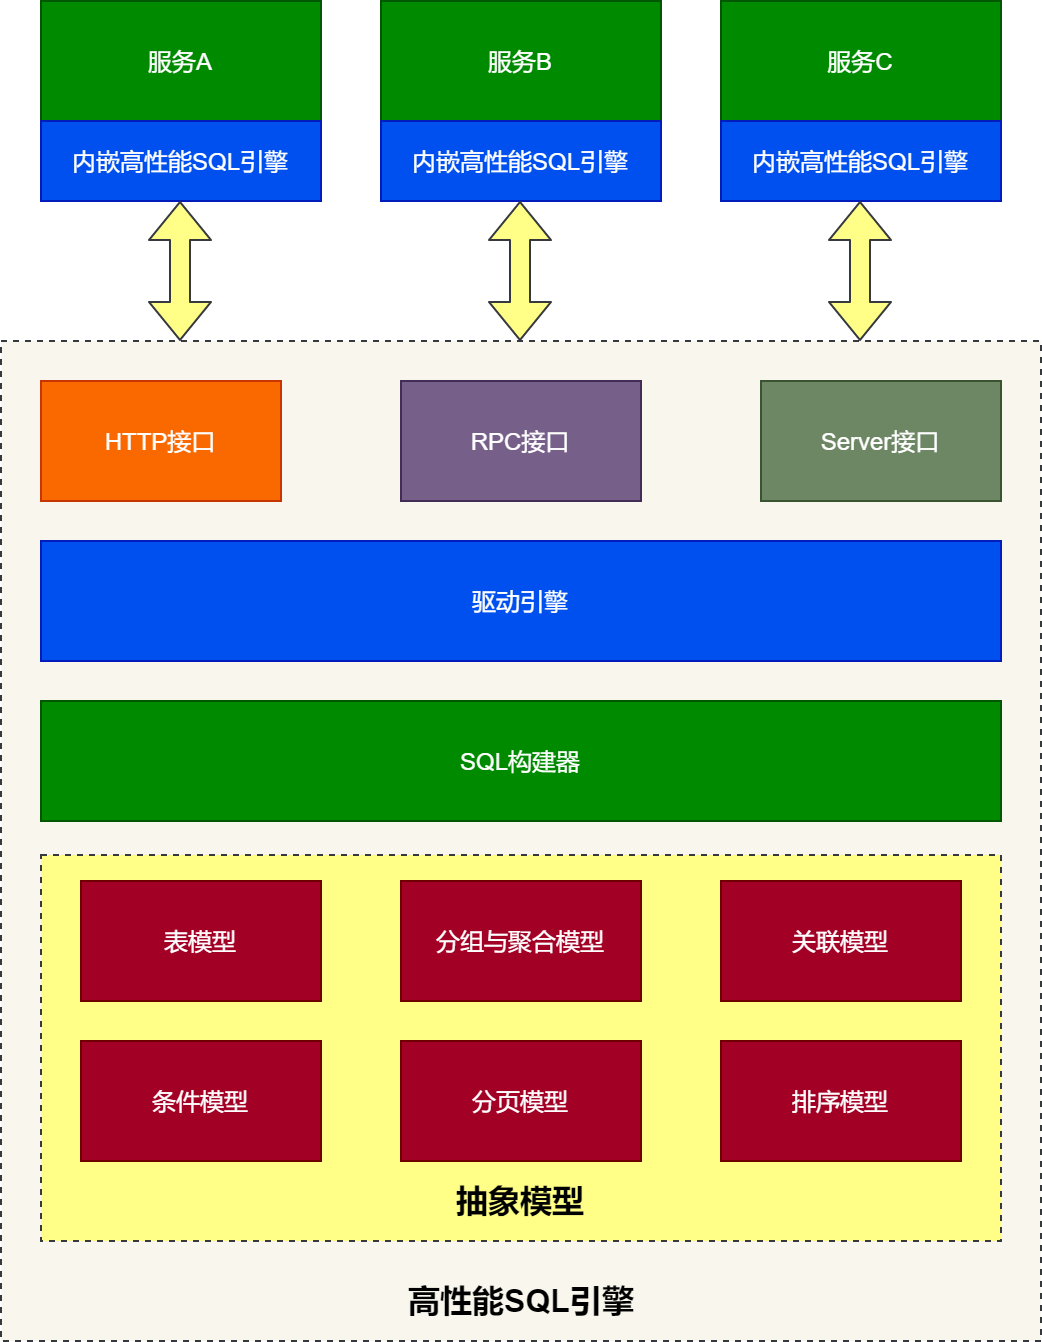 服务A
服务B
服务C
内嵌高性能SQL引擎
内嵌高性能SQL引擎
内嵌高性能SQL引擎
HTTP接口
RPC接口
Server接口
驱动引擎
SQL构建器
表模型
分组与聚合模型
关联模型
条件模型
分页模型
排序模型
抽象模型
高性能SQL引擎